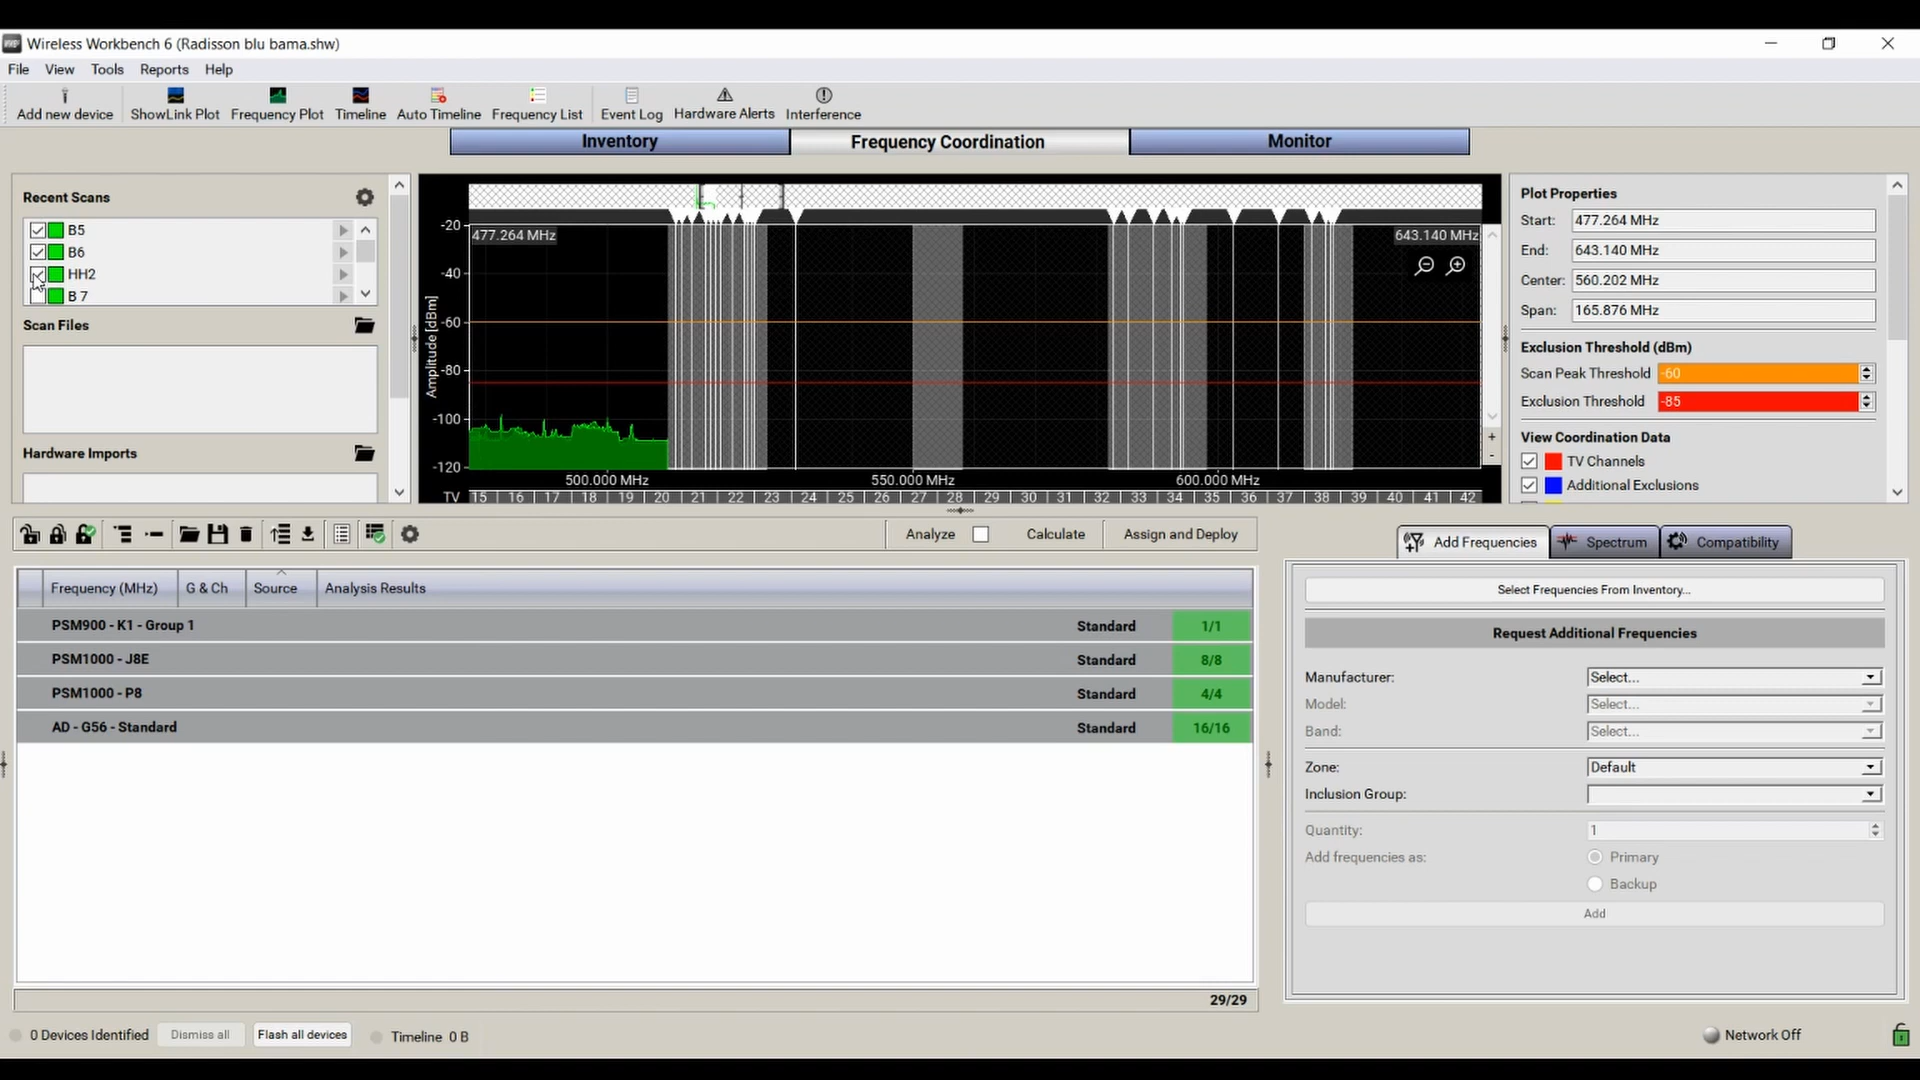 Wireless Workbench 6 (Radisson blu bama.shw)
File View Tools Reports Help
Add new device ShowLink Plot Frequency Plot Timeline Auto Timeline Frequency List Event Log Hardware Alerts Interference
Inventory Frequency Coordination Monitor
Recent Scans
B5
B6
HH2
B 7
Scan Files
Hardware Imports
Amplitude [dBm]
-20
-40
-60
-80
-100
-120
477.264 MHz 643.140 MHz
500.000 MHz 550.000 MHz 600.000 MHz
TV 15 16 17 18 19 20 21 22 23 24 25 26 27 28 29 30 31 32 33 34 35 36 37 38 39 40 41 42
+
-
Plot Properties
Start: 477.264 MHz
End: 643.140 MHz
Center: 560.202 MHz
Span: 165.876 MHz
Exclusion Threshold (dBm)
Scan Peak Threshold -60
Exclusion Threshold -85
View Coordination Data
TV Channels
Additional Exclusions
Analyze Calculate Assign and Deploy
Frequency (MHz) G & Ch Source Analysis Results
PSM900 - K1 - Group 1 Standard 1/1
PSM1000 - J8E Standard 8/8
PSM1000 - P8 Standard 4/4
AD - G56 - Standard Standard 16/16
29/29
Add Frequencies Spectrum Compatibility
Select Frequencies From Inventory...
Request Additional Frequencies
Manufacturer: Select...
Model: Select...
Band: Select...
Zone: Default
Inclusion Group:
Quantity: 1
Add frequencies as: Primary
Backup
Add
0 Devices Identified Dismiss all Flash all devices Timeline 0 B Network Off